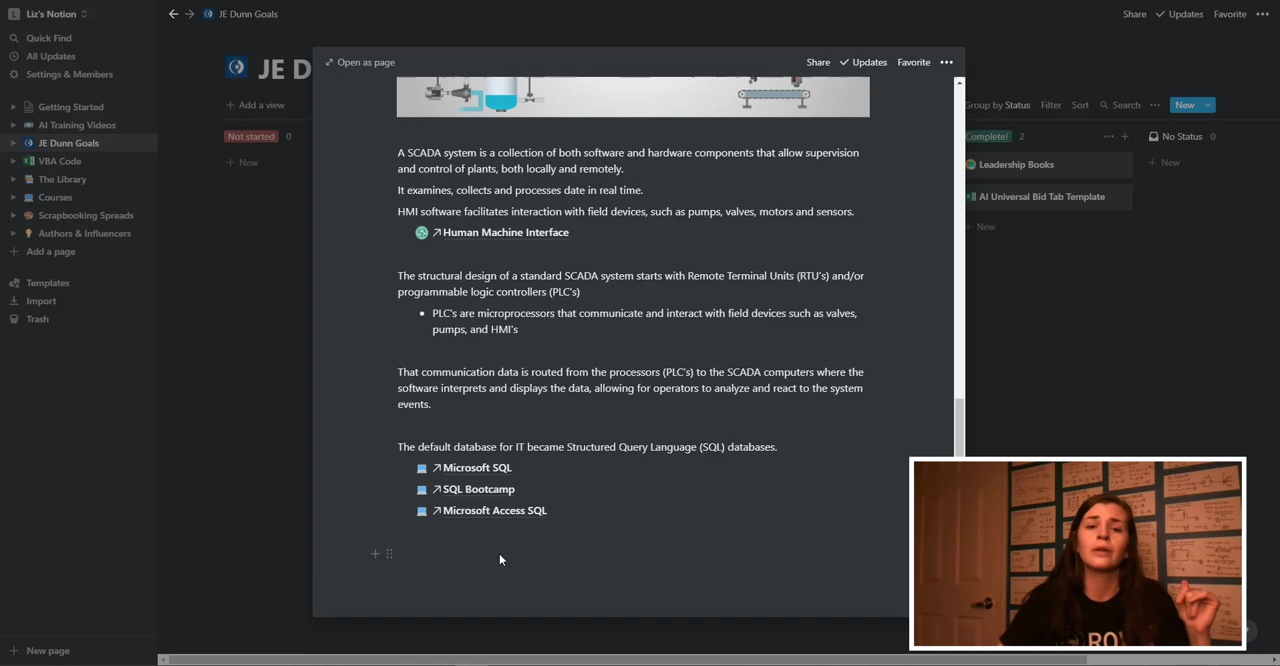 L Liz's Notion
JE Dunn Goals
Share Updates Favorite
Quick Find
All Updates
Settings & Members
Getting Started
AI Training Videos
JE Dunn Goals
VBA Code
The Library
Courses
Scrapbooking Spreads
Authors & Influencers
Add a page
Templates
Import
Trash
New page
JE D
Add a view
Group by Status Filter Sort Search New
Not started 0
New
Complete! 2
Leadership Books
AI Universal Bid Tab Template
New
No Status 0
New
Open as page
Share Updates Favorite
A SCADA system is a collection of both software and hardware components that allow supervision
and control of plants, both locally and remotely.
It examines, collects and processes date in real time.
HMI software facilitates interaction with field devices, such as pumps, valves, motors and sensors.
Human Machine Interface
The structural design of a standard SCADA system starts with Remote Terminal Units (RTU's) and/or
programmable logic controllers (PLC's)
• PLC's are microprocessors that communicate and interact with field devices such as valves,
pumps, and HMI's
That communication data is routed from the processors (PLC's) to the SCADA computers where the
software interprets and displays the data, allowing for operators to analyze and react to the system
events.
The default database for IT became Structured Query Language (SQL) databases.
Microsoft SQL
SQL Bootcamp
Microsoft Access SQL